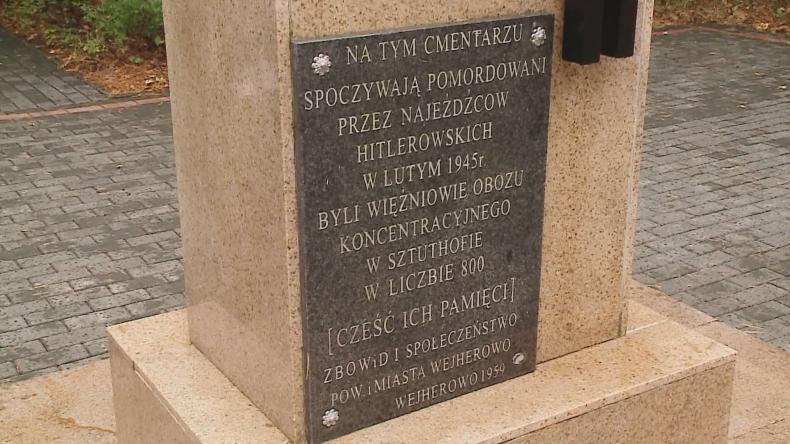 NA TYM CMENTARZU
SPOCZYWAJĄ POMORDOWANI
PRZEZ NAJEŹDŹCOW
HITLEROWSKICH
W LUTYM 1945r.
BYLI WIĘŹNIOWIE OBOZU
KONCENTRACYJNEGO
W SZTUTHOFIE
W LICZBIE 800
[CZEŚĆ ICH PAMIĘCI]
ZBOWiD I SPOŁECZEŃSTWO
POW. i MIASTA WEJHEROWO
WEJHEROWO 1959